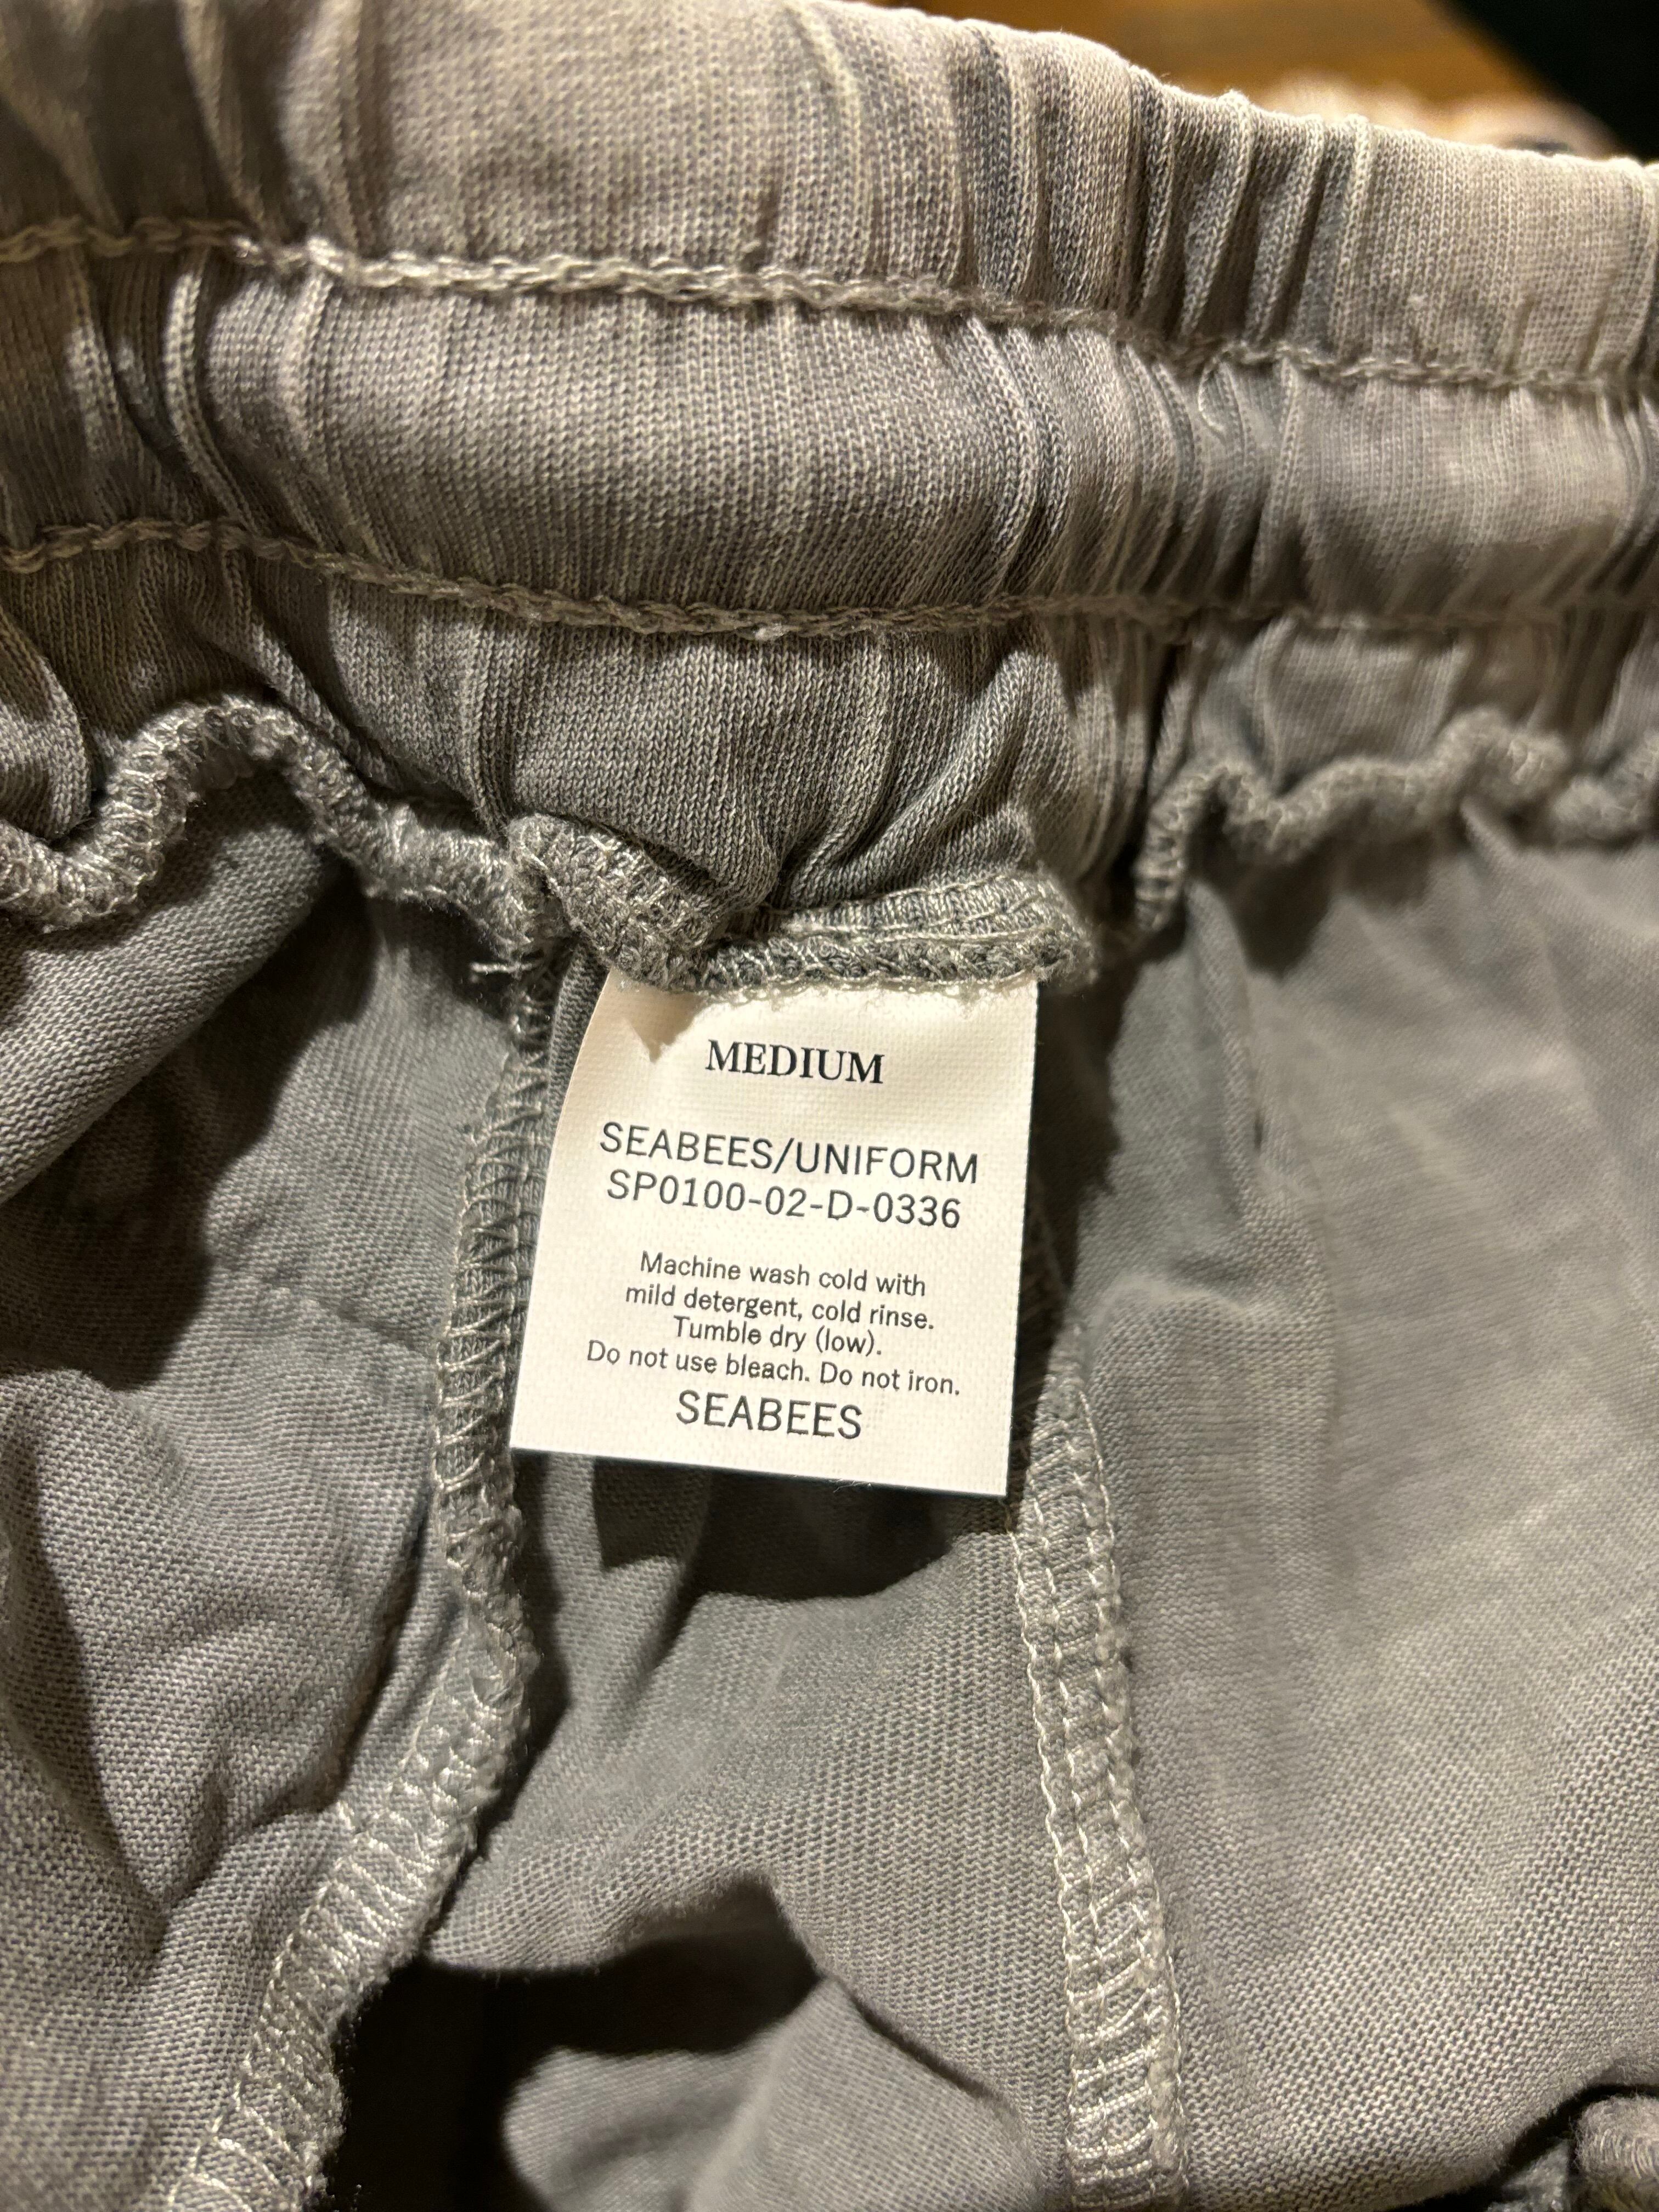 MEDIUM
SEABEES/UNIFORM
SP0100-02-D-0336
Machine wash cold with
mild detergent, cold rinse.
Tumble dry (low).
Do not use bleach. Do not iron.
SEABEES